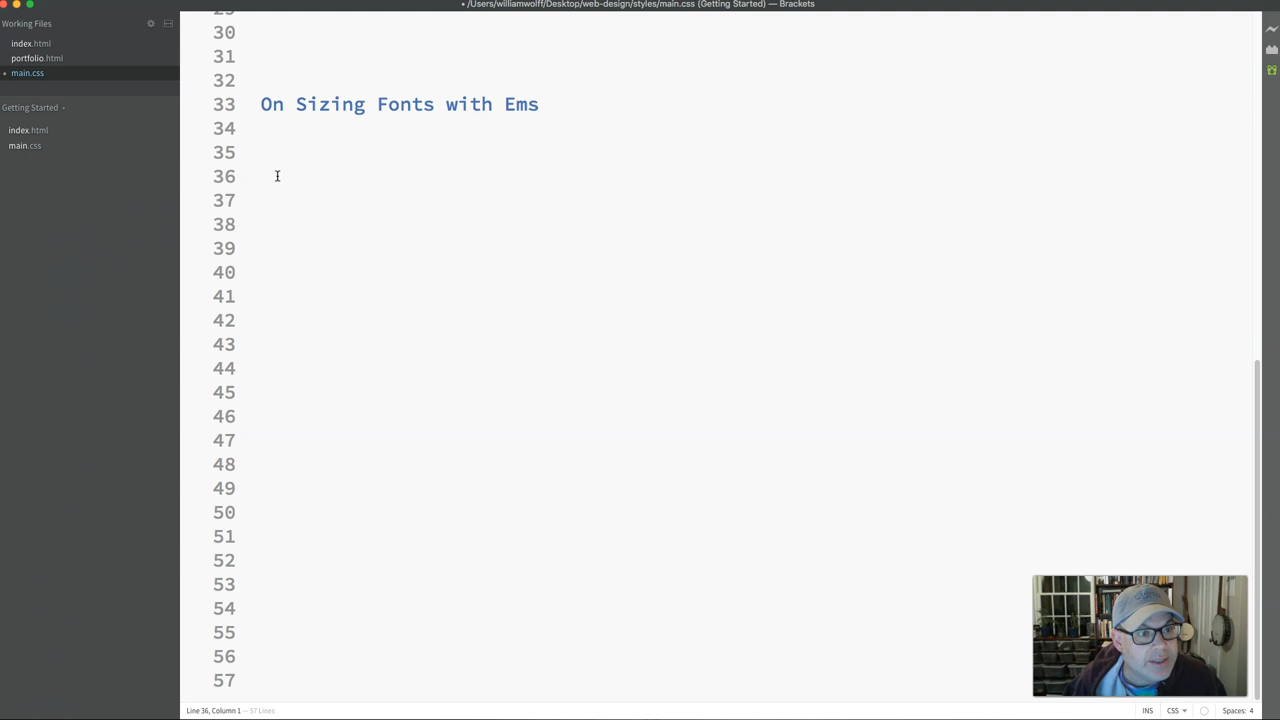 /Users/williamwolff/Desktop/web-design/styles/main.css (Getting Started) — Brackets
Working Files
index.html
portfolio.html
main.css
Getting Started
index.html
main.css
29
30
31
32
33 On Sizing Fonts with Ems
34
35
36
37
38
39
40
41
42
43
44
45
46
47
48
49
50
51
52
53
54
55
56
57
Line 36, Column 1 — 57 Lines
INS CSS Spaces: 4